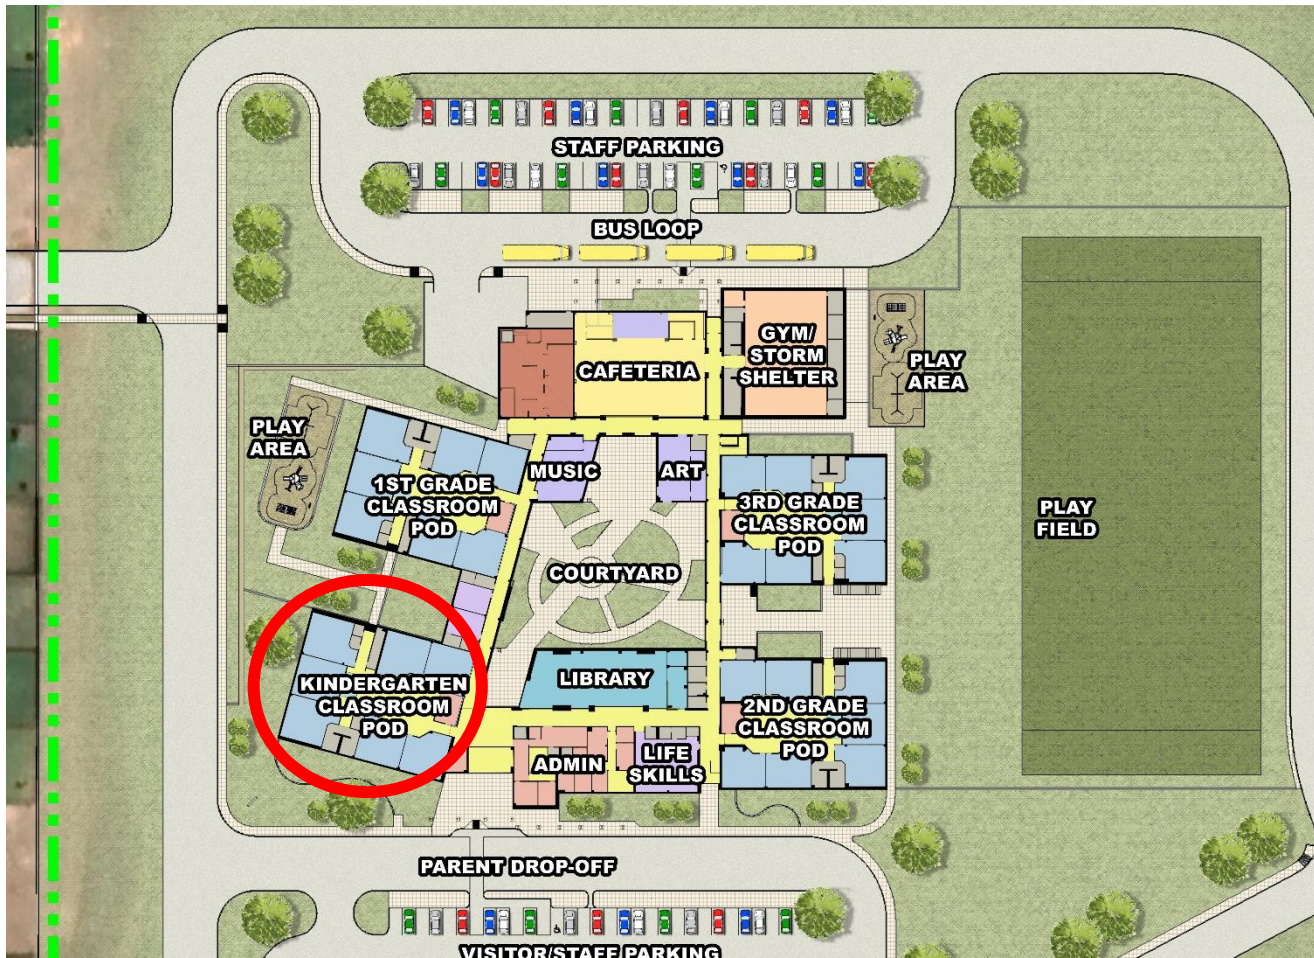 STAFF PARKING
BUS LOOP
GYM/
STORM
SHELTER
CAFETERIA
PLAY
AREA
PLAY
AREA
MUSIC
ART
1ST GRADE
CLASSROOM
POD
3RD GRADE
CLASSROOM
POD
PLAY
FIELD
COURTYARD
KINDERGARTEN
CLASSROOM
POD
LIBRARY
2ND GRADE
CLASSROOM
POD
ADMIN
LIFE
SKILLS
PARENT DROP-OFF
VISITOR/STAFF PARKING